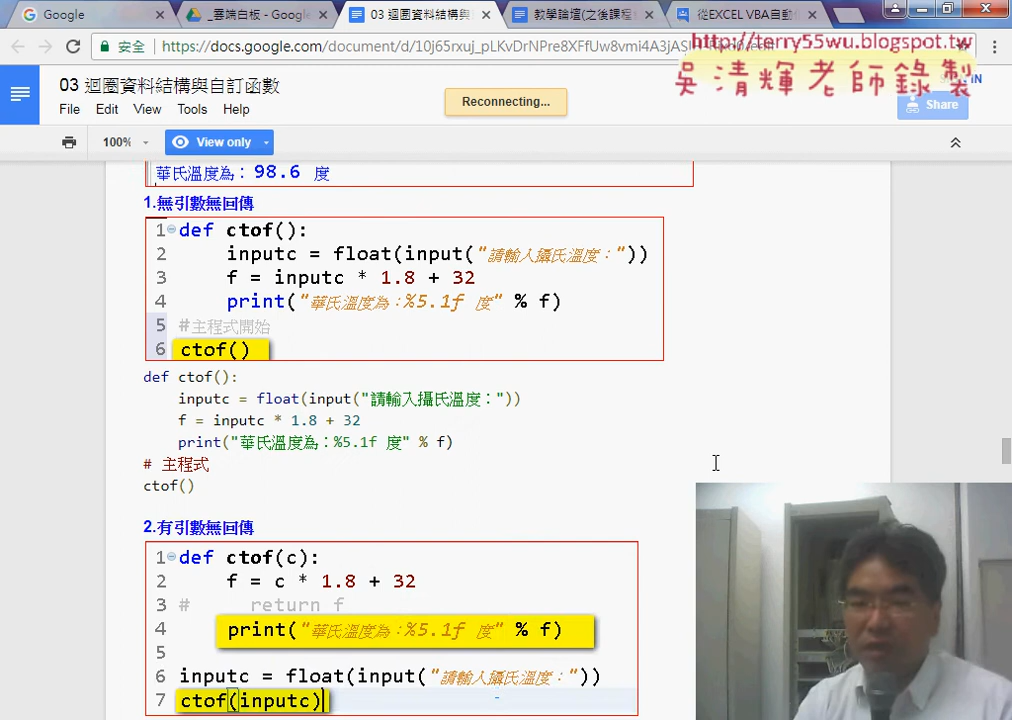 Google
_雲端白板 - Google
03 迴圈資料結構與
教學論壇(之後課程
從EXCEL VBA自動
安全 https://docs.google.com/document/d/10j65rxuj_pLKvDrNPre8XFfUw8vmi4A3jAS
http://terry55wu.blogspot.tw
吳清輝老師錄製
03 迴圈資料結構與自訂函數
IN
File Edit View Tools Help
Reconnecting...
Share
100% View only
華氏溫度為：98.6 度
1.無引數無回傳
1 def ctof():
2 inputc = float(input("請輸入攝氏溫度："))
3 f = inputc * 1.8 + 32
4 print("華氏溫度為：%5.1f 度" % f)
5 #主程式開始
6 ctof()
def ctof():
inputc = float(input("請輸入攝氏溫度："))
f = inputc * 1.8 + 32
print("華氏溫度為：%5.1f 度" % f)
# 主程式
ctof()
2.有引數無回傳
1 def ctof(c):
2 f = c * 1.8 + 32
3 # return f
4 print("華氏溫度為：%5.1f 度" % f)
5
6 inputc = float(input("請輸入攝氏溫度："))
7 ctof(inputc)